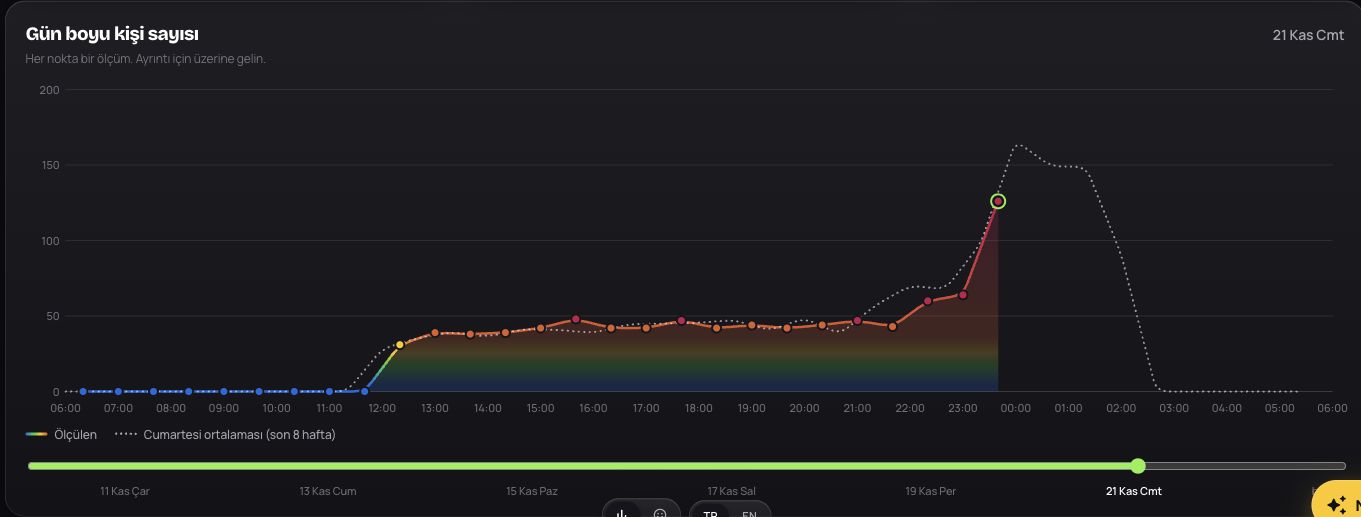 Gün boyu kişi sayısı
21 Kas Cmt
Her nokta bir ölçüm. Ayrıntı için üzerine gelin.
200
150
100
50
0
06:00 07:00 08:00 09:00 10:00 11:00 12:00 13:00 14:00 15:00 16:00 17:00 18:00 19:00 20:00 21:00 22:00 23:00 00:00 01:00 02:00 03:00 04:00 05:00 06:00
Ölçülen Cumartesi ortalaması (son 8 hafta)
11 Kas Çar 13 Kas Cum 15 Kas Paz 17 Kas Sal 19 Kas Per 21 Kas Cmt
TR EN